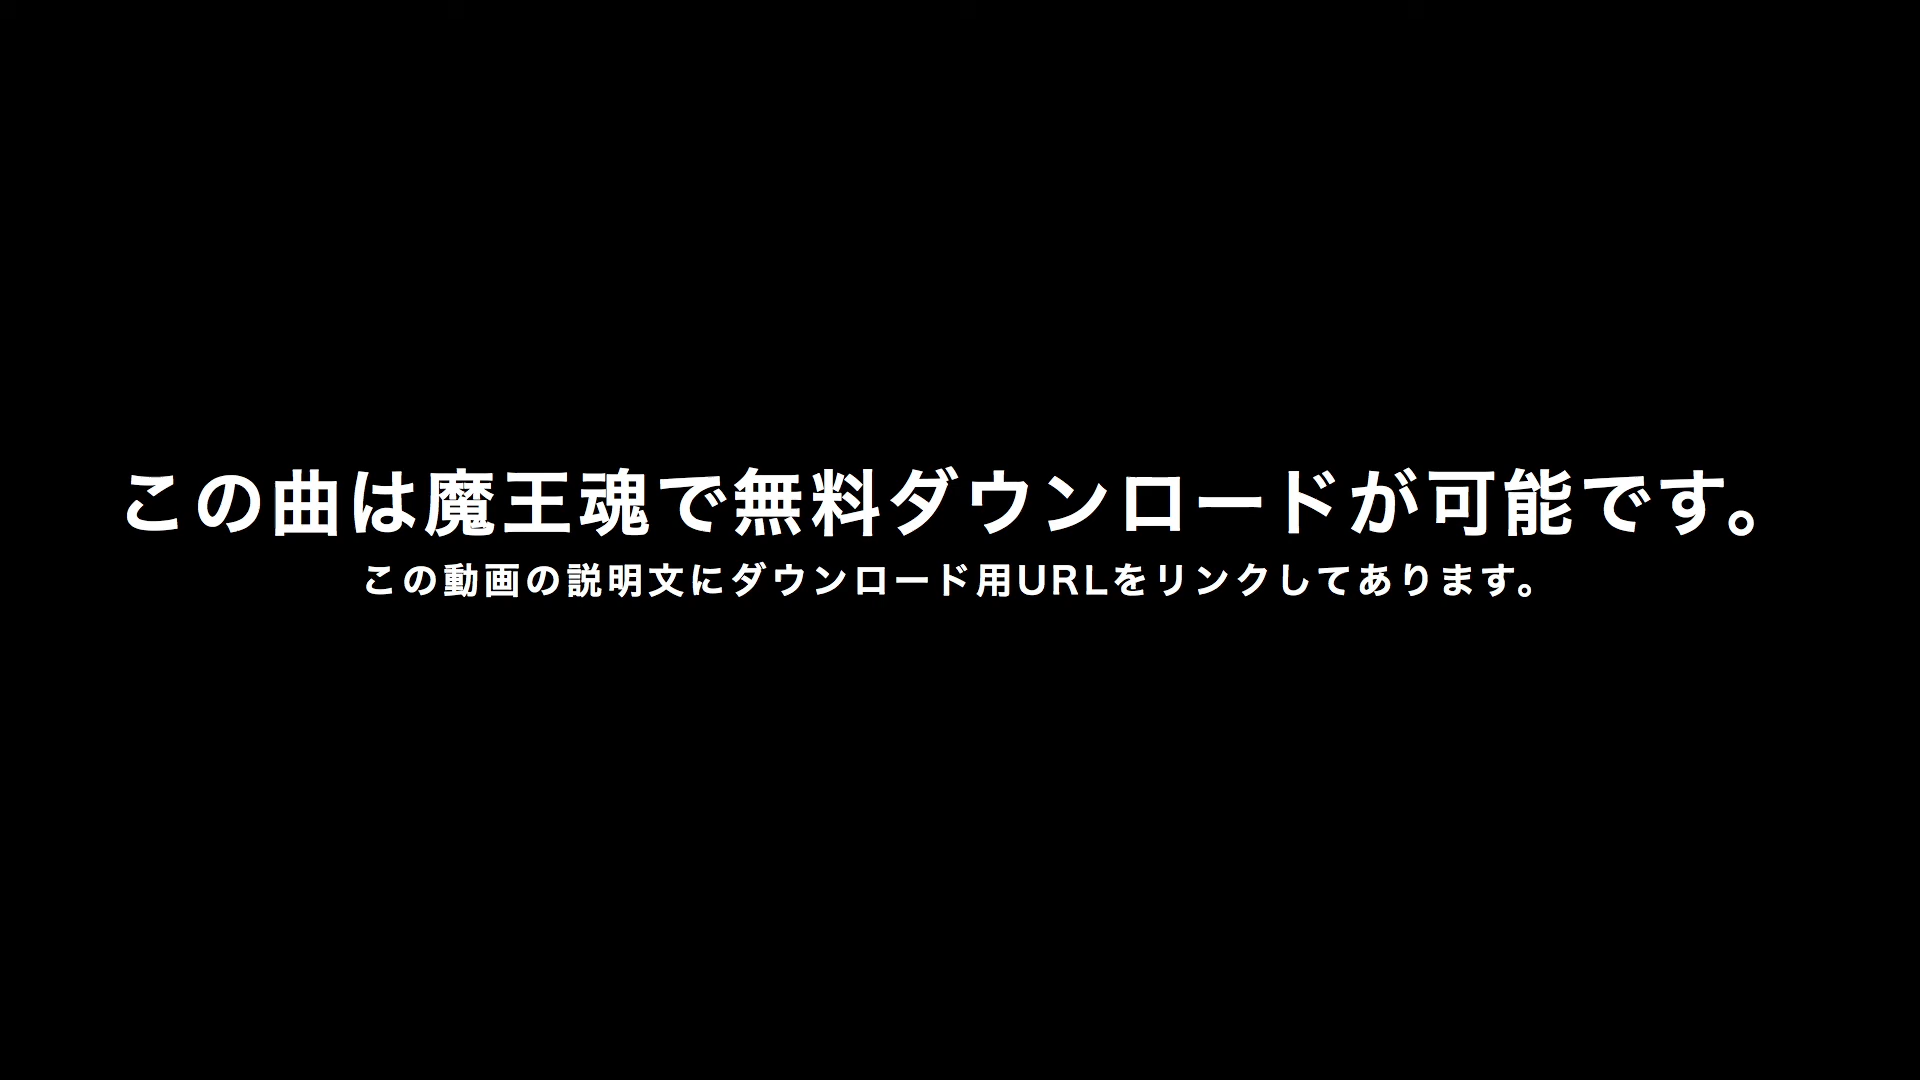 この曲は魔王魂で無料ダウンロードが可能です。
この動画の説明文にダウンロード用URLをリンクしてあります。